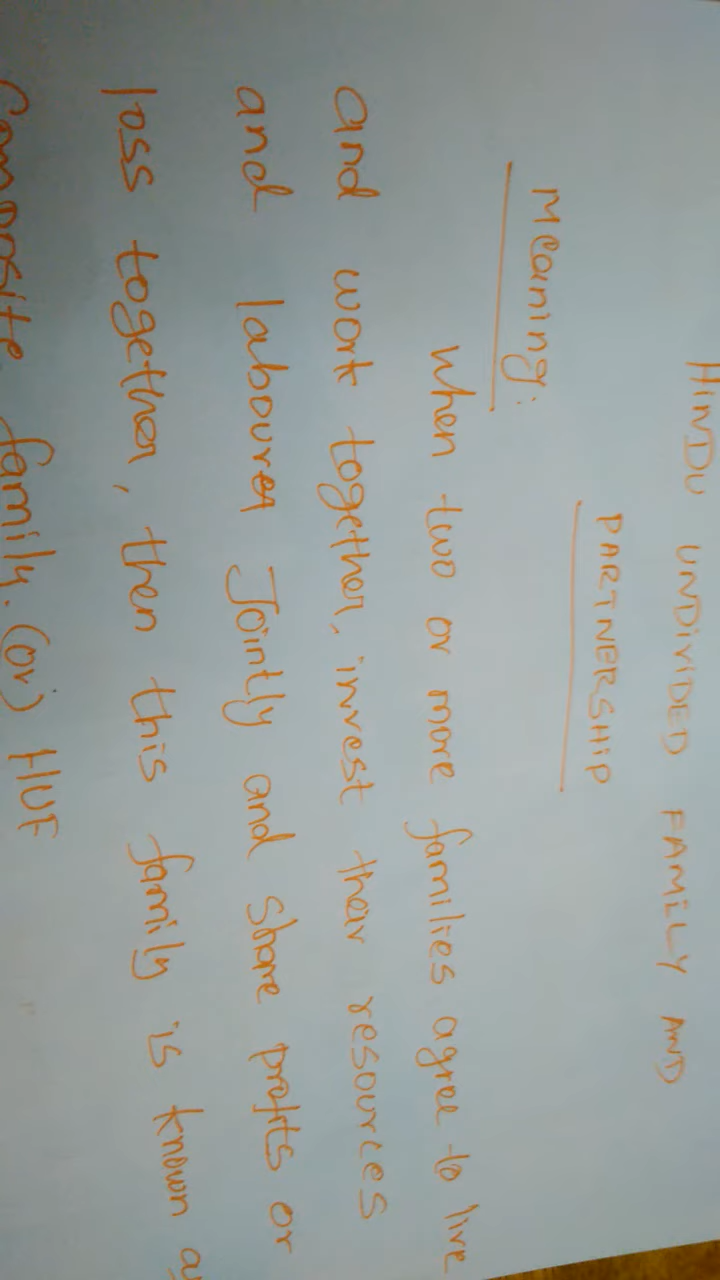 HINDU UNDIVIDED FAMILY AND
PARTNERSHIP
Meaning:
When two or more families agree to live
and work together, invest their resources
and labourer Jointly and share profits or
loss together, then this family is known as
Composite family. (or) HUF